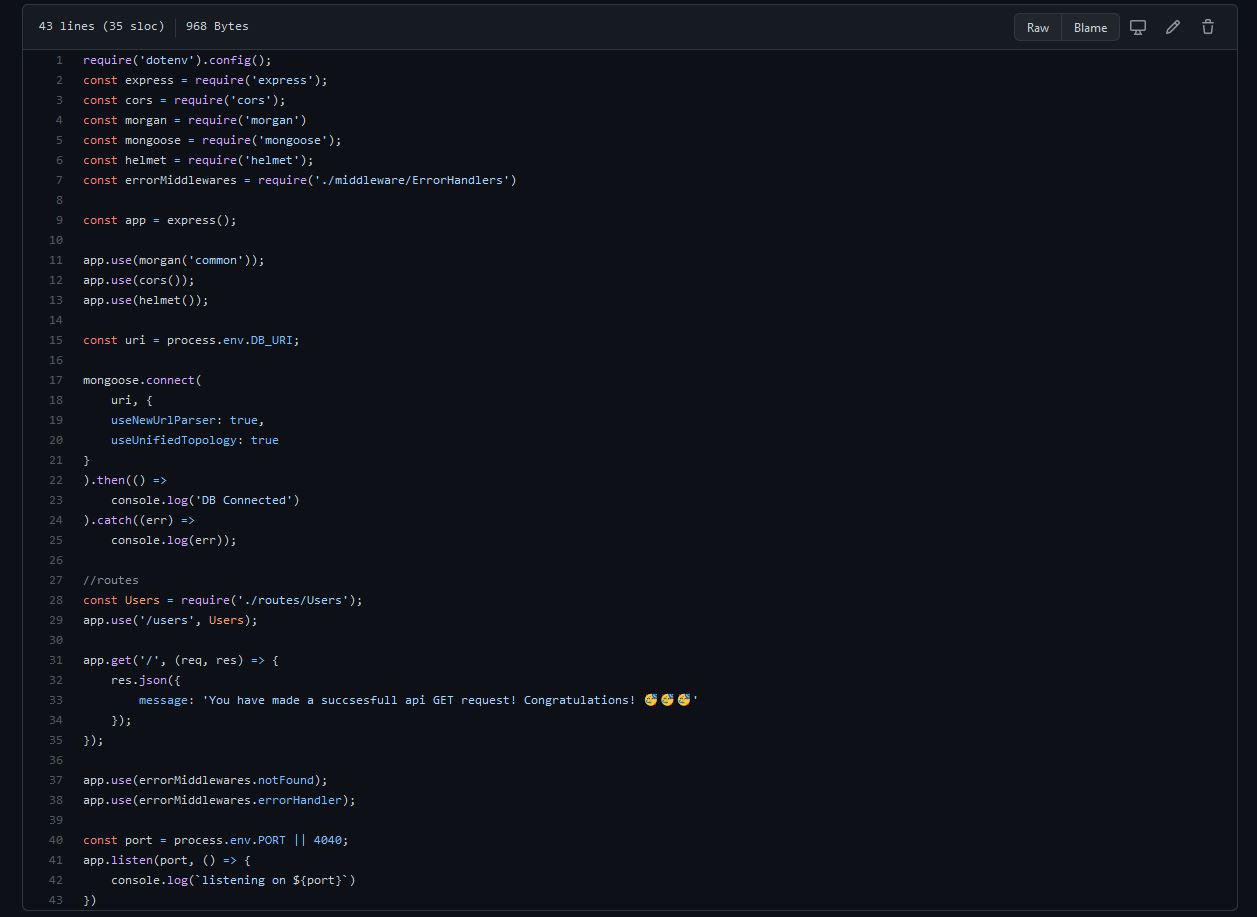 43 lines (35 sloc) 968 Bytes Raw Blame
1 require('dotenv').config();
2 const express = require('express');
3 const cors = require('cors');
4 const morgan = require('morgan')
5 const mongoose = require('mongoose');
6 const helmet = require('helmet');
7 const errorMiddlewares = require('./middleware/ErrorHandlers')
8
9 const app = express();
10
11 app.use(morgan('common'));
12 app.use(cors());
13 app.use(helmet());
14
15 const uri = process.env.DB_URI;
16
17 mongoose.connect(
18     uri, {
19     useNewUrlParser: true,
20     useUnifiedTopology: true
21 }
22 ).then(() =>
23     console.log('DB Connected')
24 ).catch((err) =>
25     console.log(err));
26
27 //routes
28 const Users = require('./routes/Users');
29 app.use('/users', Users);
30
31 app.get('/', (req, res) => {
32     res.json({
33         message: 'You have made a succsesfull api GET request! Congratulations! 🥳🥳🥳'
34     });
35 });
36
37 app.use(errorMiddlewares.notFound);
38 app.use(errorMiddlewares.errorHandler);
39
40 const port = process.env.PORT || 4040;
41 app.listen(port, () => {
42     console.log(`listening on ${port}`)
43 })